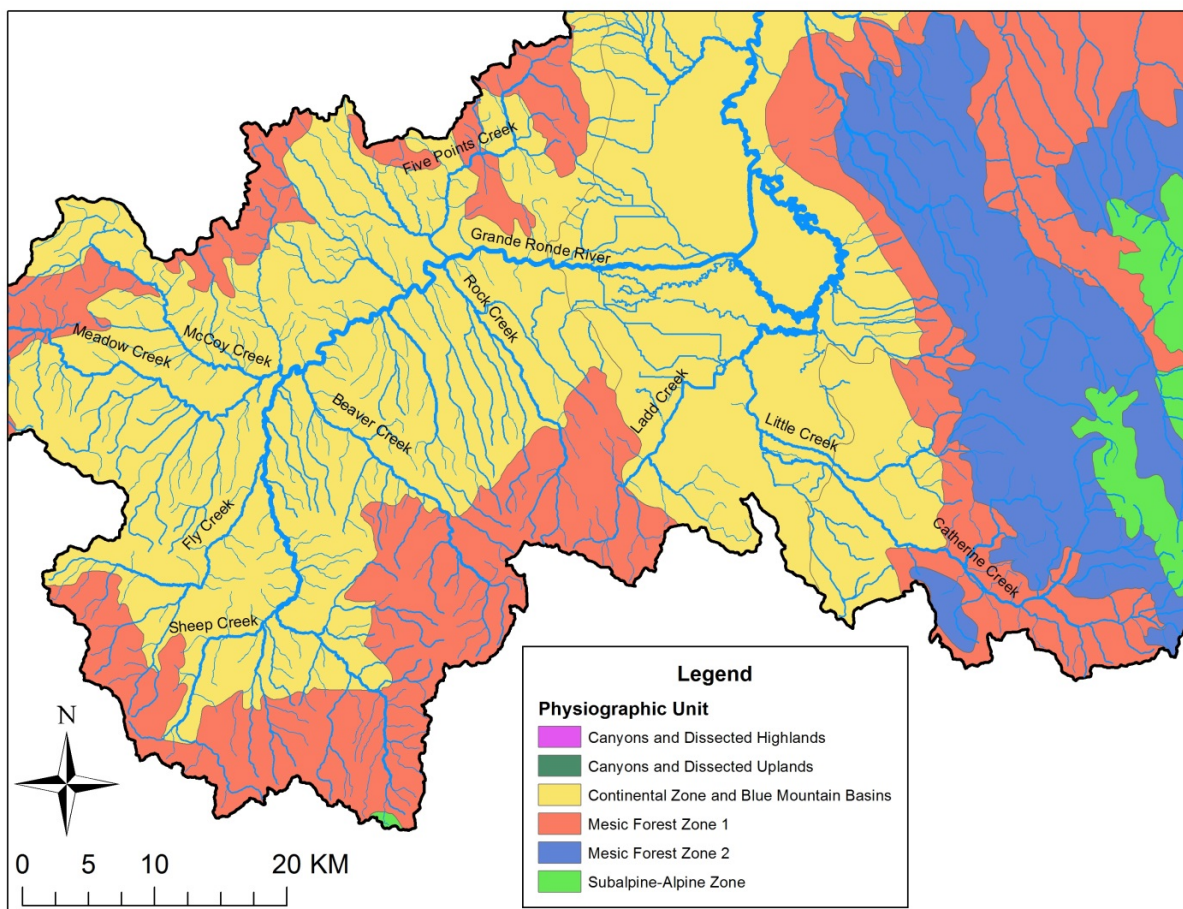 Five Points Creek
Grande Ronde River
Rock Creek
McCoy Creek
Meadow Creek
Beaver Creek
Ladd Creek
Little Creek
Fly Creek
Catherine Creek
Sheep Creek
Legend
Physiographic Unit
Canyons and Dissected Highlands
Canyons and Dissected Uplands
Continental Zone and Blue Mountain Basins
Mesic Forest Zone 1
Mesic Forest Zone 2
Subalpine-Alpine Zone
N
0 5 10 20 KM